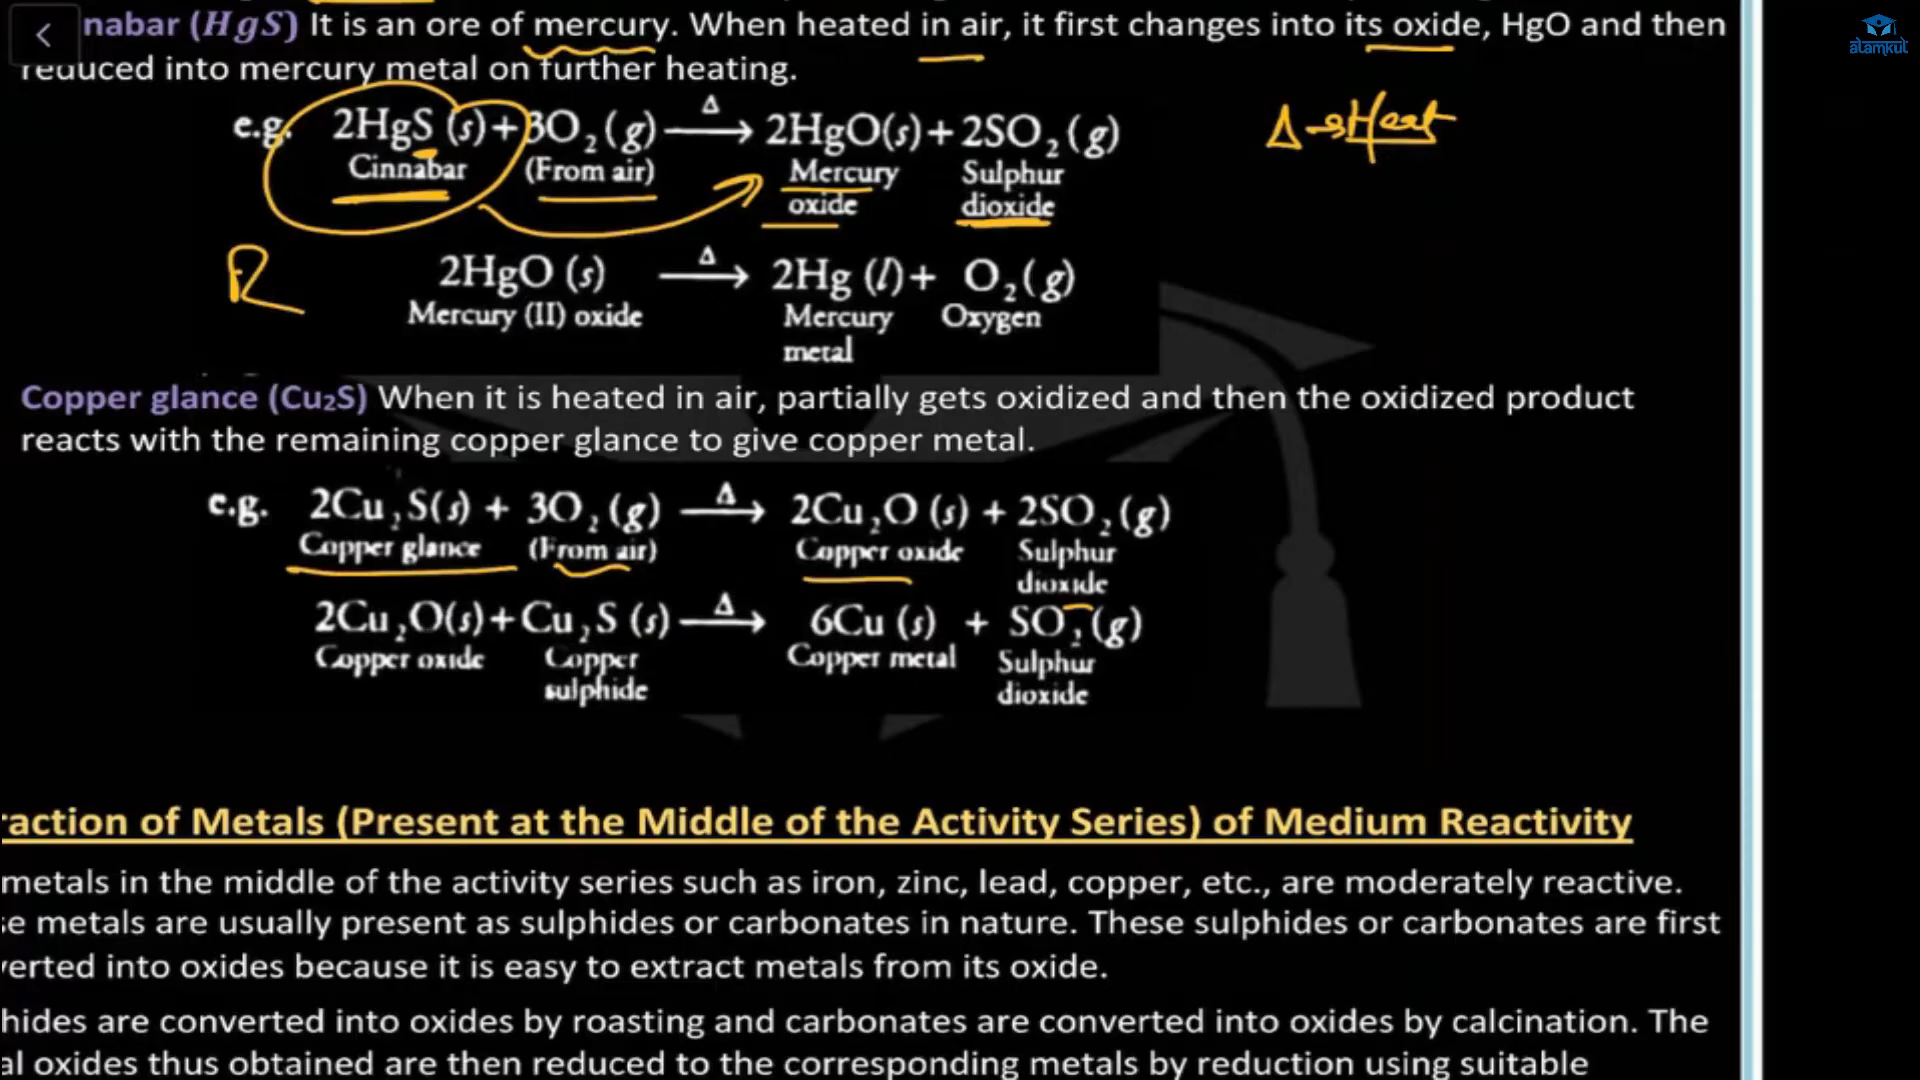 nabar (HgS) It is an ore of mercury. When heated in air, it first changes into its oxide, HgO and then
reduced into mercury metal on further heating.
e.g. 2HgS (s)+3O₂(g) —Δ→ 2HgO(s)+2SO₂(g)
Cinnabar (From air) Mercury oxide Sulphur dioxide
Δ→Heat
R
2HgO (s) —Δ→ 2Hg (l)+ O₂(g)
Mercury (II) oxide Mercury metal Oxygen
Copper glance (Cu₂S) When it is heated in air, partially gets oxidized and then the oxidized product
reacts with the remaining copper glance to give copper metal.
e.g. 2Cu₂S(s) + 3O₂(g) —Δ→ 2Cu₂O (s) + 2SO₂(g)
Copper glance (From air) Copper oxide Sulphur dioxide
2Cu₂O(s)+Cu₂S (s) —Δ→ 6Cu (s) + SO₂(g)
Copper oxide Copper sulphide Copper metal Sulphur dioxide
raction of Metals (Present at the Middle of the Activity Series) of Medium Reactivity
metals in the middle of the activity series such as iron, zinc, lead, copper, etc., are moderately reactive.
se metals are usually present as sulphides or carbonates in nature. These sulphides or carbonates are first
verted into oxides because it is easy to extract metals from its oxide.
hides are converted into oxides by roasting and carbonates are converted into oxides by calcination. The
al oxides thus obtained are then reduced to the corresponding metals by reduction using suitable
alamkul